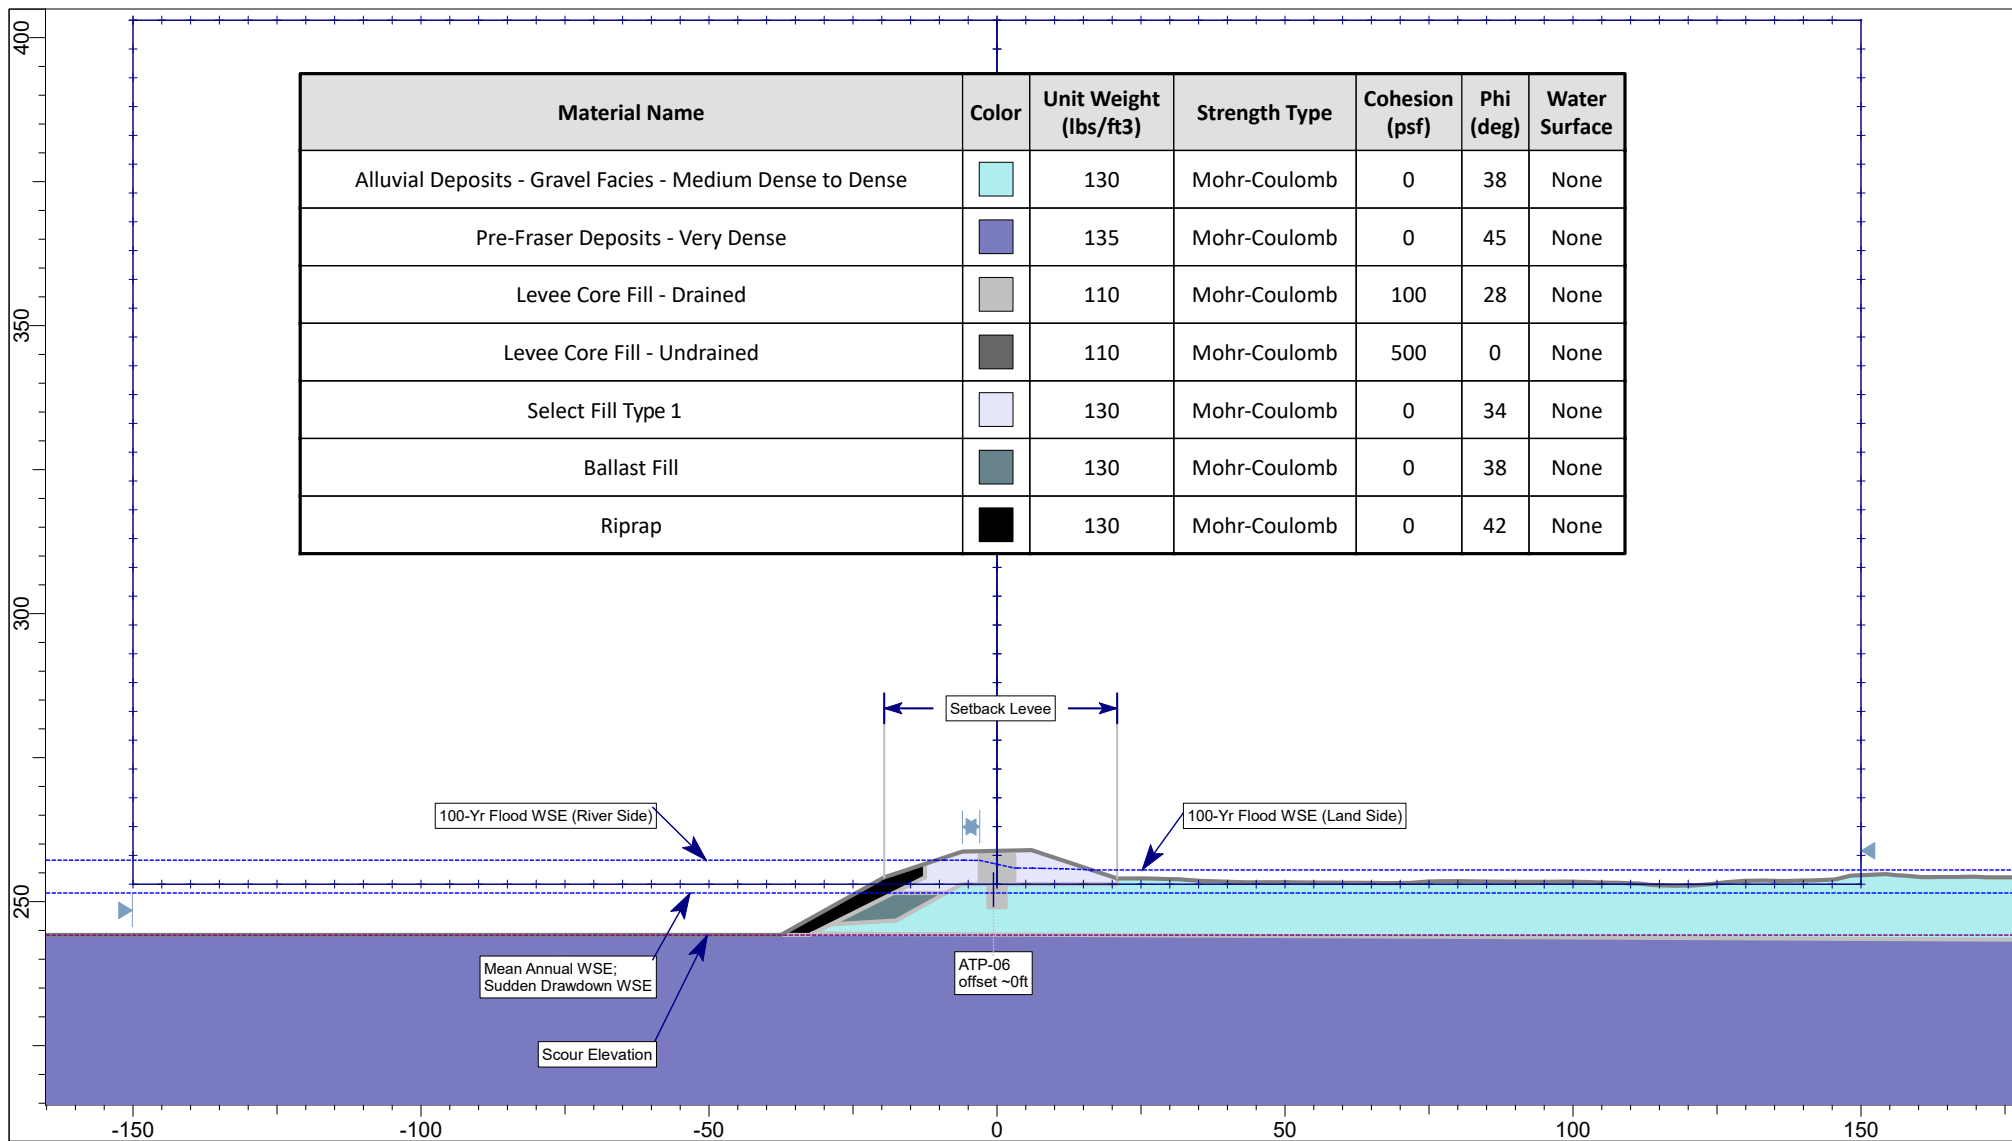 400
350
300
250
Material Name Color Unit Weight (lbs/ft3) Strength Type Cohesion (psf) Phi (deg) Water Surface
Alluvial Deposits - Gravel Facies - Medium Dense to Dense 130 Mohr-Coulomb 0 38 None
Pre-Fraser Deposits - Very Dense 135 Mohr-Coulomb 0 45 None
Levee Core Fill - Drained 110 Mohr-Coulomb 100 28 None
Levee Core Fill - Undrained 110 Mohr-Coulomb 500 0 None
Select Fill Type 1 130 Mohr-Coulomb 0 34 None
Ballast Fill 130 Mohr-Coulomb 0 38 None
Riprap 130 Mohr-Coulomb 0 42 None
Setback Levee
100-Yr Flood WSE (River Side)
100-Yr Flood WSE (Land Side)
Mean Annual WSE;
Sudden Drawdown WSE
ATP-06
offset ~0ft
Scour Elevation
-150 -100 -50 0 50 100 150